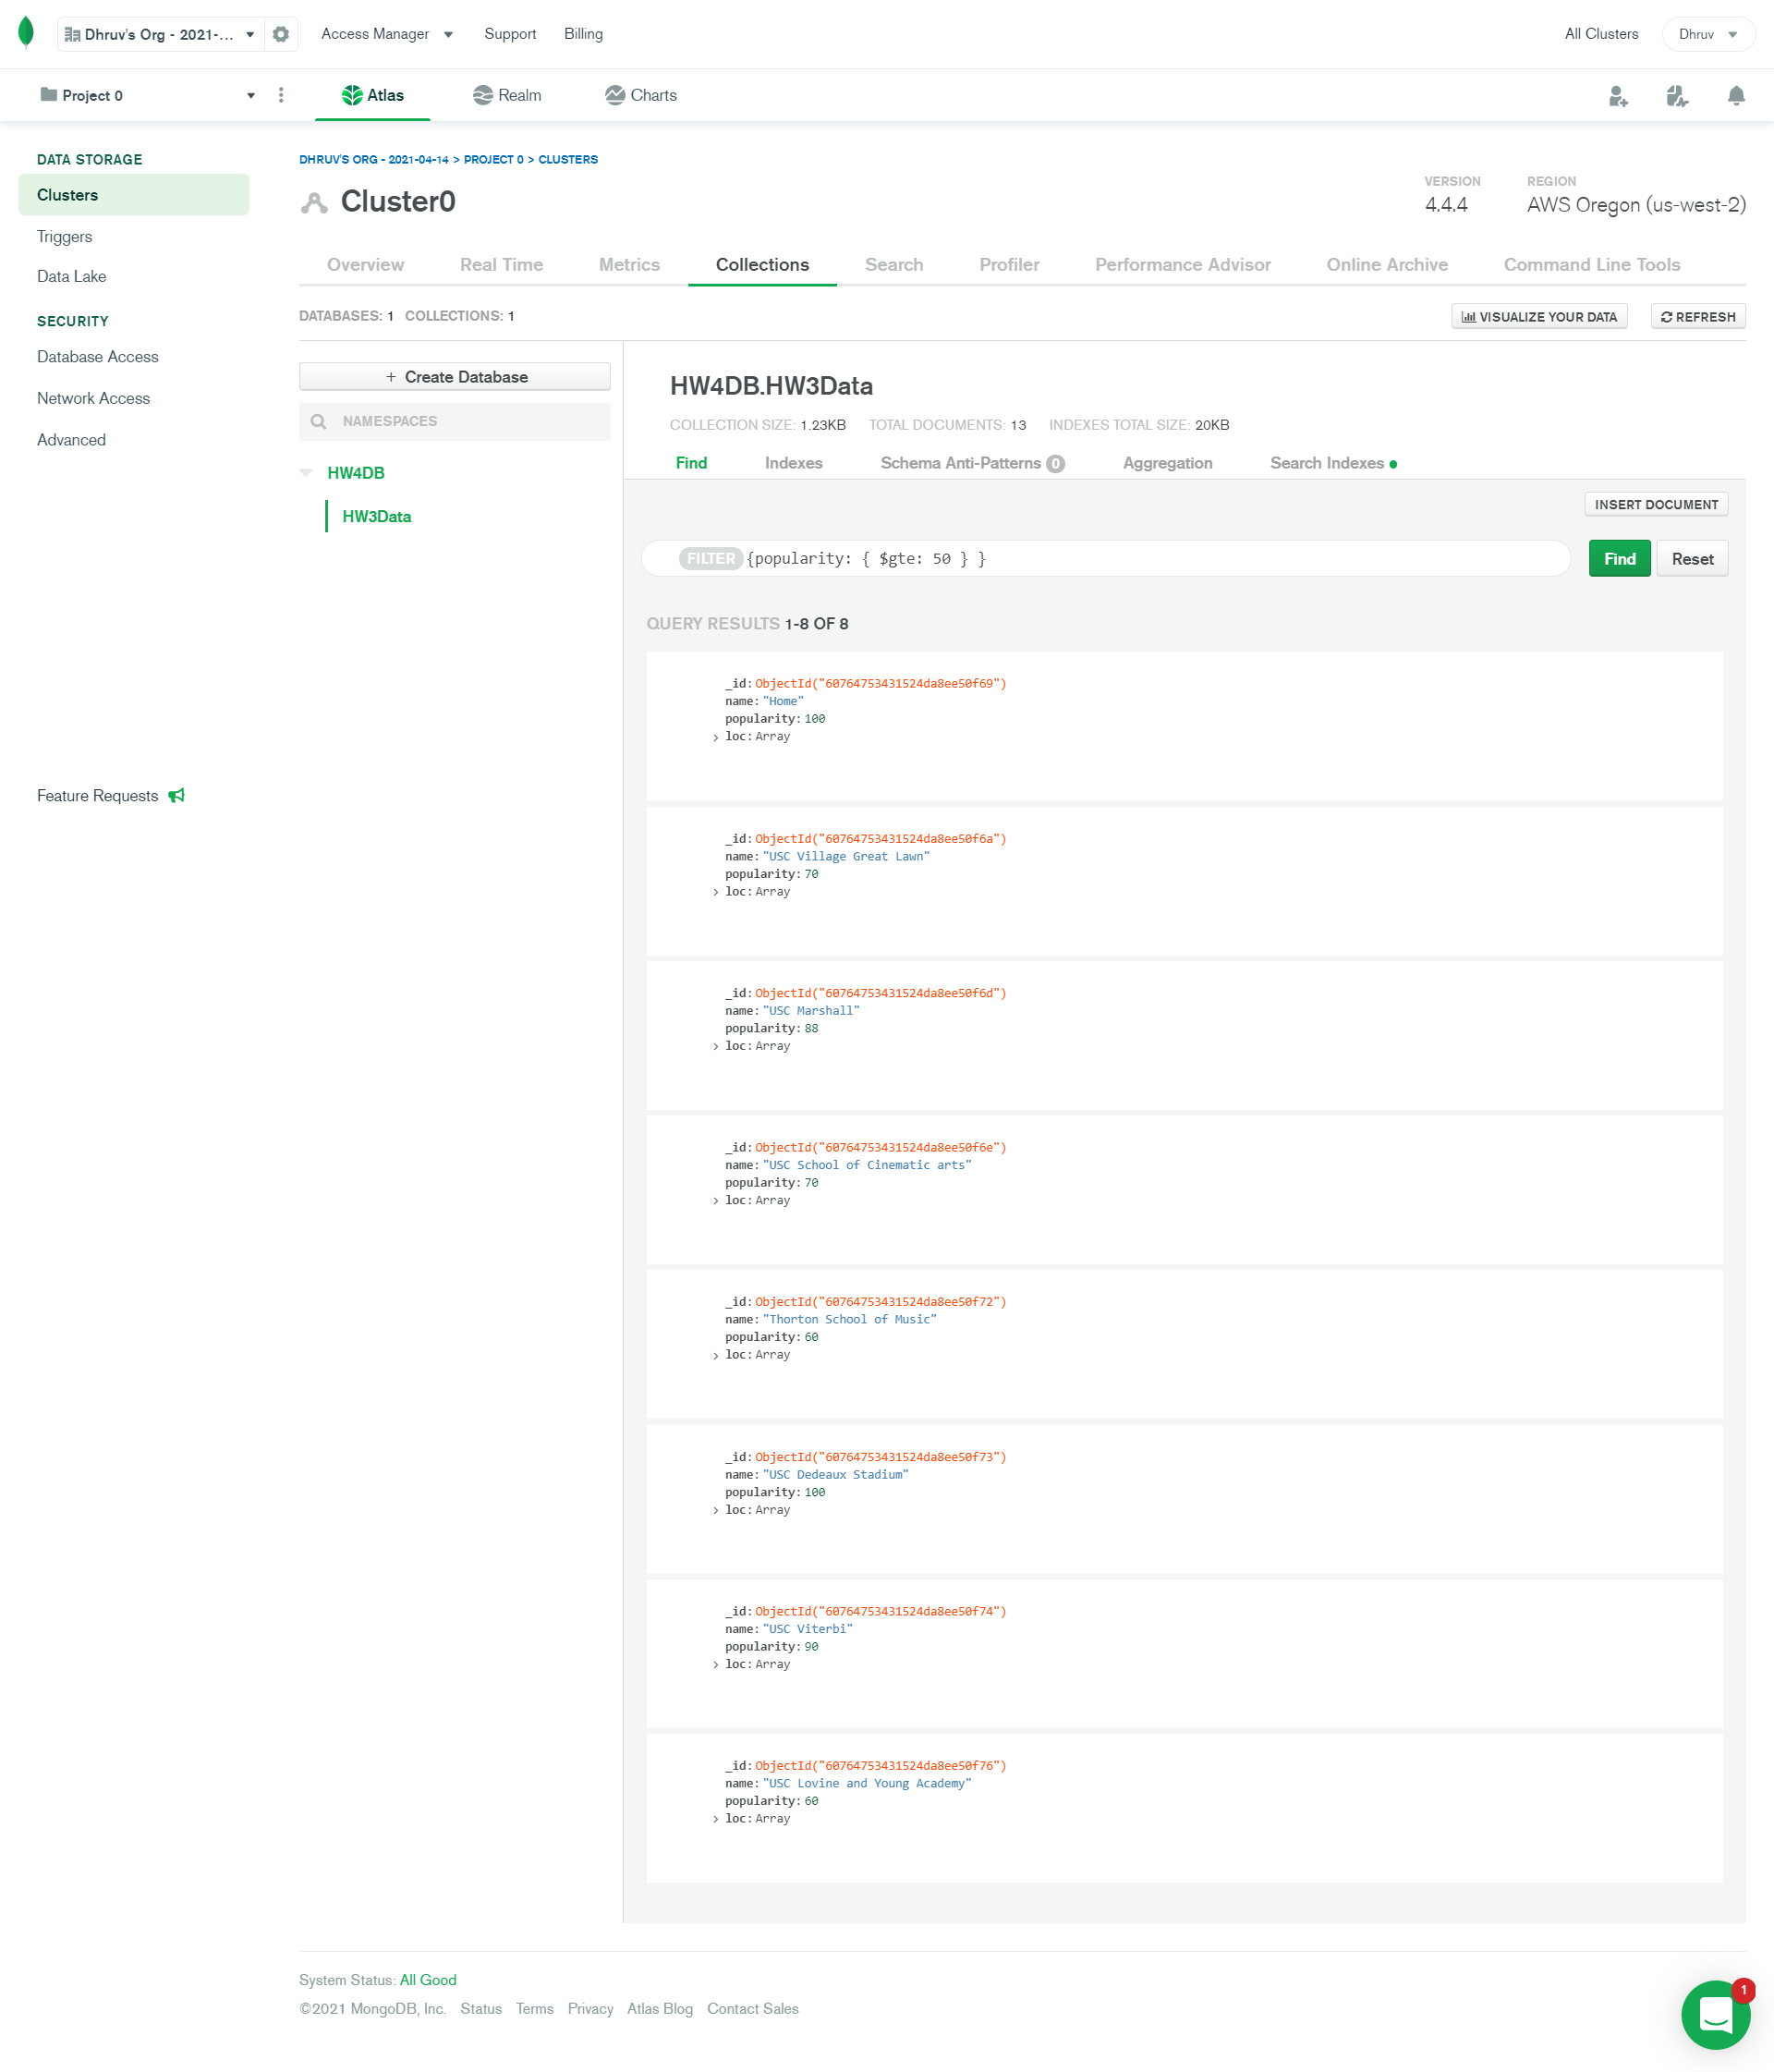 Dhruv's Org - 2021-... Access Manager Support Billing All Clusters Dhruv
Project 0 Atlas Realm Charts
DATA STORAGE
Clusters
Triggers
Data Lake
SECURITY
Database Access
Network Access
Advanced
Feature Requests
DHRUV'S ORG - 2021-04-14 > PROJECT 0 > CLUSTERS
Cluster0
VERSION REGION
4.4.4 AWS Oregon (us-west-2)
Overview Real Time Metrics Collections Search Profiler Performance Advisor Online Archive Command Line Tools
DATABASES: 1 COLLECTIONS: 1 VISUALIZE YOUR DATA REFRESH
+ Create Database
NAMESPACES
HW4DB
HW3Data
HW4DB.HW3Data
COLLECTION SIZE: 1.23KB TOTAL DOCUMENTS: 13 INDEXES TOTAL SIZE: 20KB
Find Indexes Schema Anti-Patterns 0 Aggregation Search Indexes
INSERT DOCUMENT
FILTER {popularity: { $gte: 50 } } Find Reset
QUERY RESULTS 1-8 OF 8
_id: ObjectId("60764753431524da8ee50f69")
name: "Home"
popularity: 100
> loc: Array
_id: ObjectId("60764753431524da8ee50f6a")
name: "USC Village Great Lawn"
popularity: 70
> loc: Array
_id: ObjectId("60764753431524da8ee50f6d")
name: "USC Marshall"
popularity: 88
> loc: Array
_id: ObjectId("60764753431524da8ee50f6e")
name: "USC School of Cinematic arts"
popularity: 70
> loc: Array
_id: ObjectId("60764753431524da8ee50f72")
name: "Thorton School of Music"
popularity: 60
> loc: Array
_id: ObjectId("60764753431524da8ee50f73")
name: "USC Dedeaux Stadium"
popularity: 100
> loc: Array
_id: ObjectId("60764753431524da8ee50f74")
name: "USC Viterbi"
popularity: 90
> loc: Array
_id: ObjectId("60764753431524da8ee50f76")
name: "USC Lovine and Young Academy"
popularity: 60
> loc: Array
System Status: All Good
©2021 MongoDB, Inc. Status Terms Privacy Atlas Blog Contact Sales
1